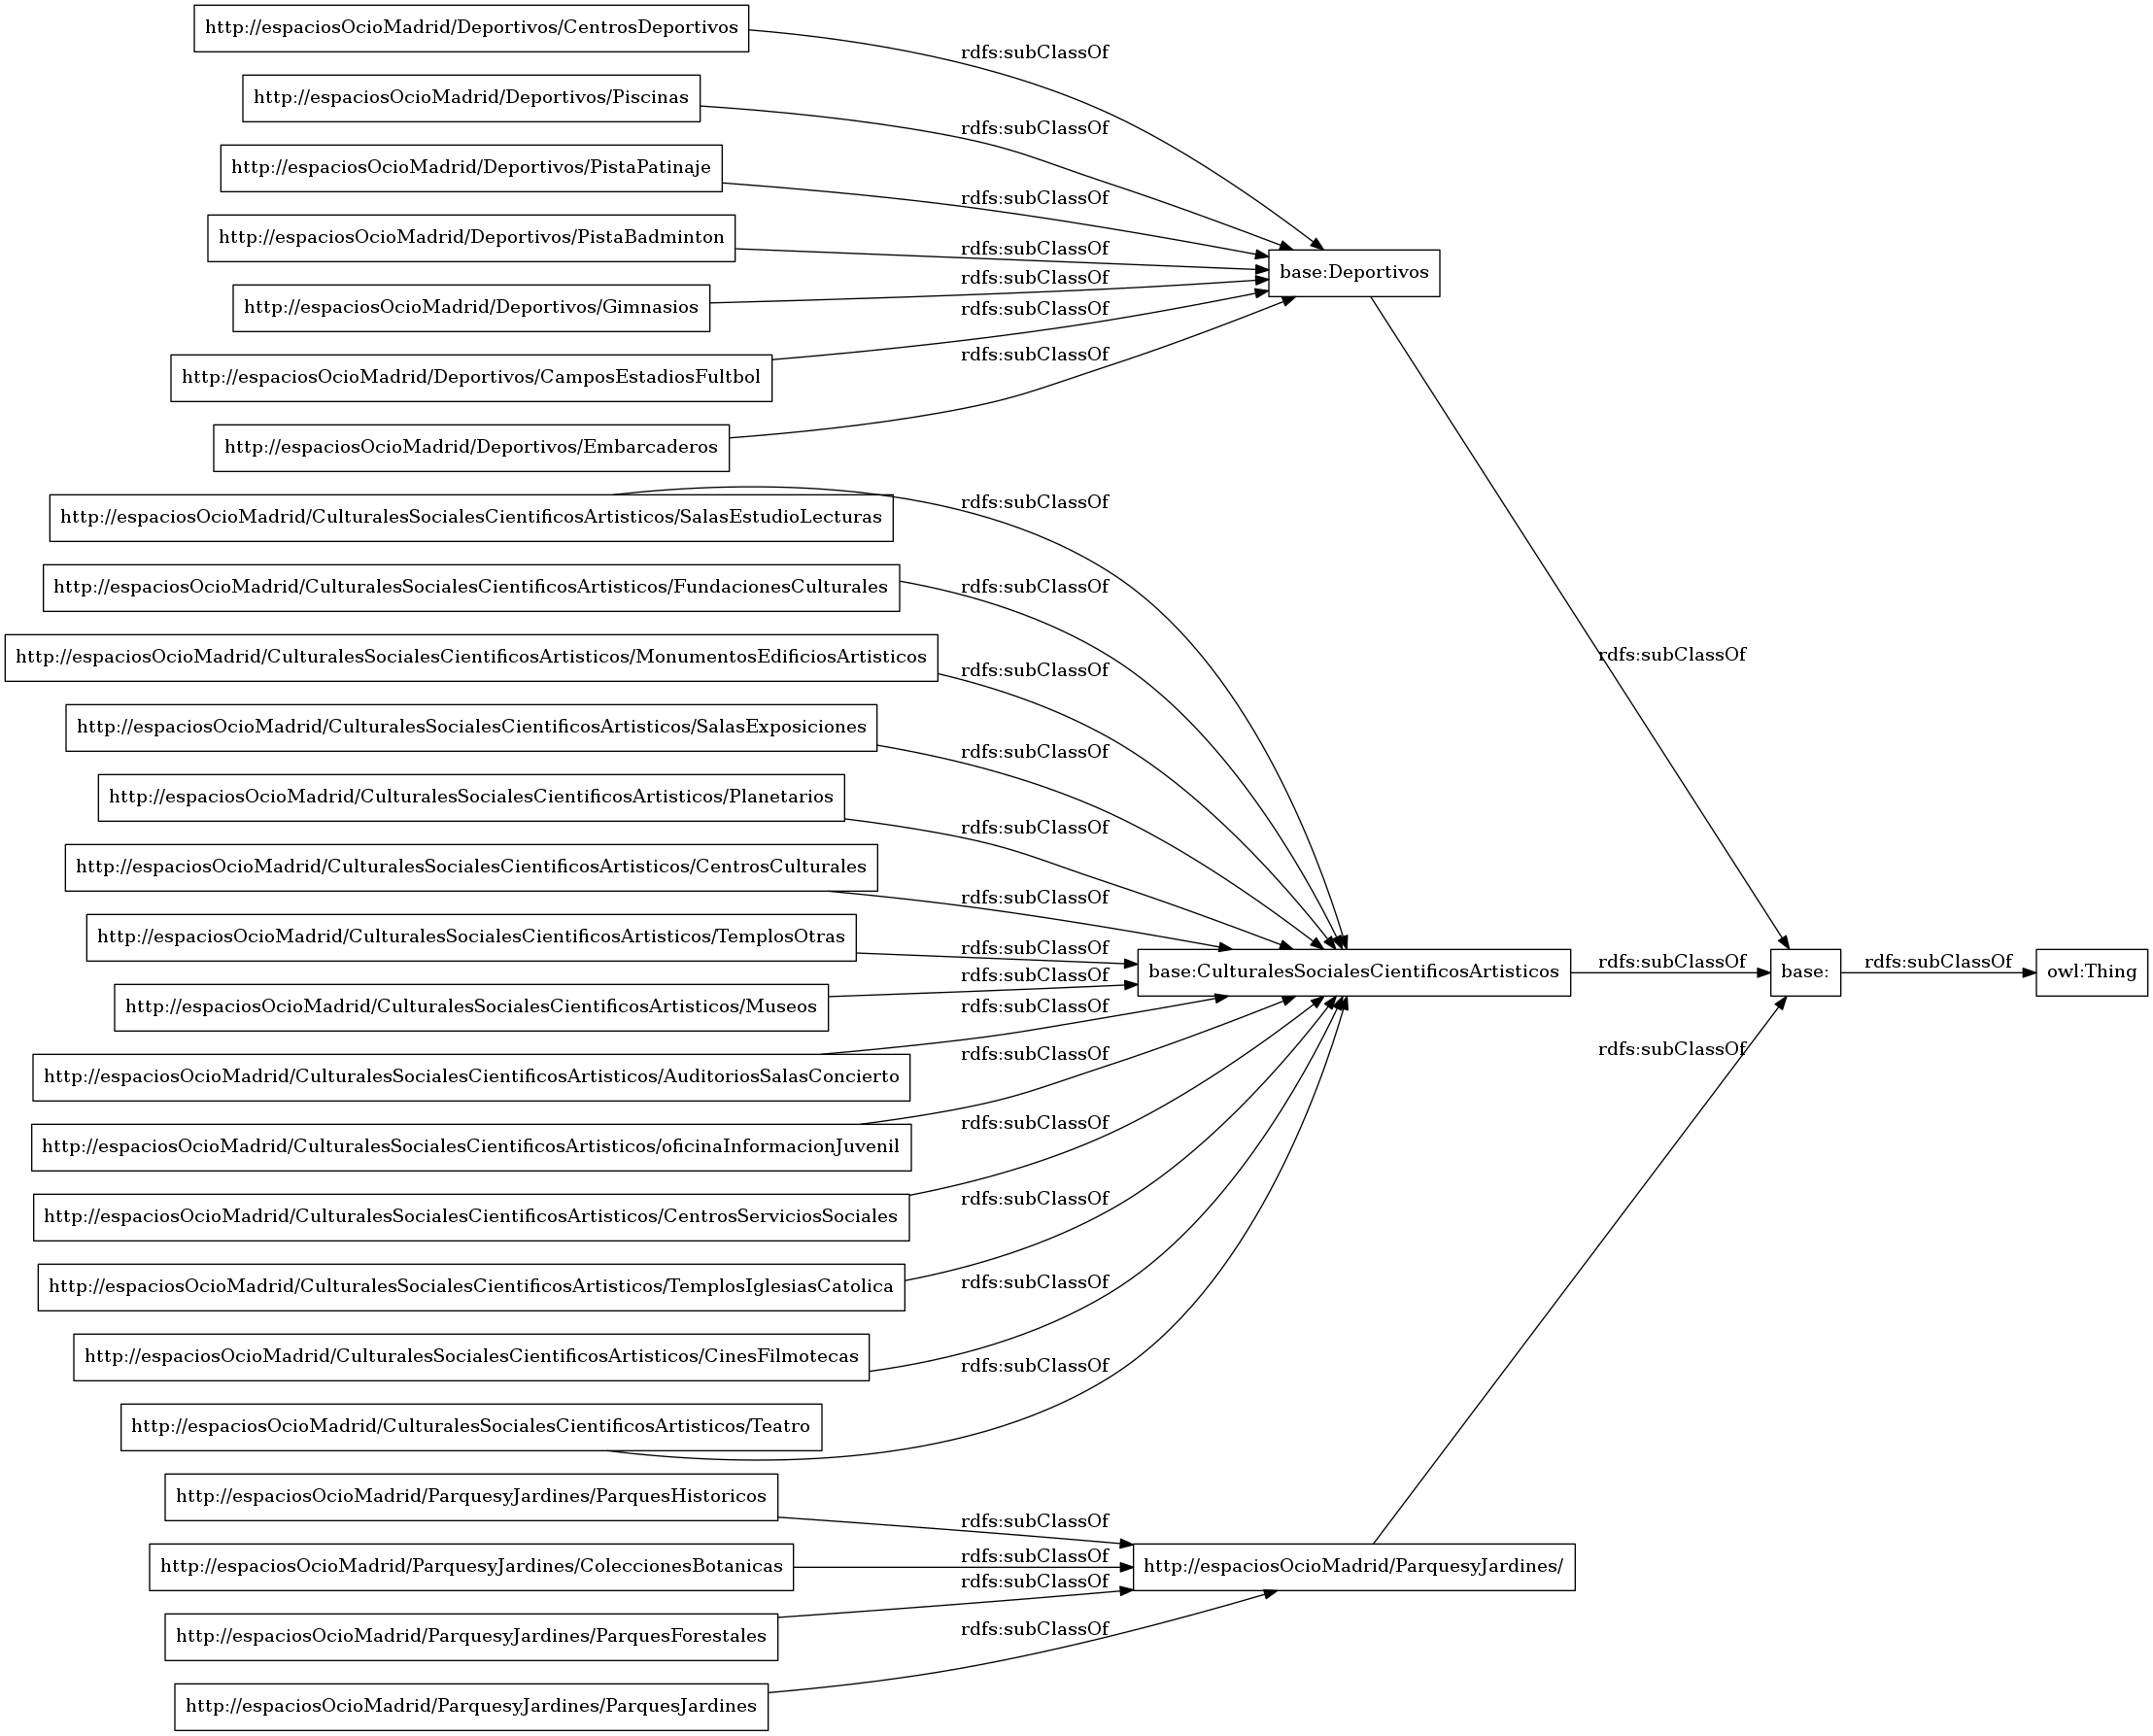 http://espaciosOcioMadrid/Deportivos/CentrosDeportivos
rdfs:subClassOf
http://espaciosOcioMadrid/Deportivos/Piscinas
rdfs:subClassOf
http://espaciosOcioMadrid/Deportivos/PistaPatinaje
rdfs:subClassOf
http://espaciosOcioMadrid/Deportivos/PistaBadminton
rdfs:subClassOf
base:Deportivos
rdfs:subClassOf
http://espaciosOcioMadrid/Deportivos/Gimnasios
rdfs:subClassOf
http://espaciosOcioMadrid/Deportivos/CamposEstadiosFultbol
rdfs:subClassOf
http://espaciosOcioMadrid/Deportivos/Embarcaderos
rdfs:subClassOf
http://espaciosOcioMadrid/CulturalesSocialesCientificosArtisticos/SalasEstudioLecturas
http://espaciosOcioMadrid/CulturalesSocialesCientificosArtisticos/FundacionesCulturales
rdfs:subClassOf
http://espaciosOcioMadrid/CulturalesSocialesCientificosArtisticos/MonumentosEdificiosArtisticos
rdfs:subClassOf
rdfs:subClassOf
http://espaciosOcioMadrid/CulturalesSocialesCientificosArtisticos/SalasExposiciones
rdfs:subClassOf
http://espaciosOcioMadrid/CulturalesSocialesCientificosArtisticos/Planetarios
rdfs:subClassOf
http://espaciosOcioMadrid/CulturalesSocialesCientificosArtisticos/CentrosCulturales
rdfs:subClassOf
http://espaciosOcioMadrid/CulturalesSocialesCientificosArtisticos/TemplosOtras
rdfs:subClassOf
base:CulturalesSocialesCientificosArtisticos
rdfs:subClassOf
base:
rdfs:subClassOf
owl:Thing
rdfs:subClassOf
http://espaciosOcioMadrid/CulturalesSocialesCientificosArtisticos/Museos
rdfs:subClassOf
http://espaciosOcioMadrid/CulturalesSocialesCientificosArtisticos/AuditoriosSalasConcierto
rdfs:subClassOf
rdfs:subClassOf
http://espaciosOcioMadrid/CulturalesSocialesCientificosArtisticos/oficinaInformacionJuvenil
rdfs:subClassOf
http://espaciosOcioMadrid/CulturalesSocialesCientificosArtisticos/CentrosServiciosSociales
rdfs:subClassOf
http://espaciosOcioMadrid/CulturalesSocialesCientificosArtisticos/TemplosIglesiasCatolica
rdfs:subClassOf
http://espaciosOcioMadrid/CulturalesSocialesCientificosArtisticos/CinesFilmotecas
rdfs:subClassOf
http://espaciosOcioMadrid/CulturalesSocialesCientificosArtisticos/Teatro
http://espaciosOcioMadrid/ParquesyJardines/ParquesHistoricos
rdfs:subClassOf
http://espaciosOcioMadrid/ParquesyJardines/ColeccionesBotanicas
rdfs:subClassOf
http://espaciosOcioMadrid/ParquesyJardines/
rdfs:subClassOf
http://espaciosOcioMadrid/ParquesyJardines/ParquesForestales
rdfs:subClassOf
http://espaciosOcioMadrid/ParquesyJardines/ParquesJardines